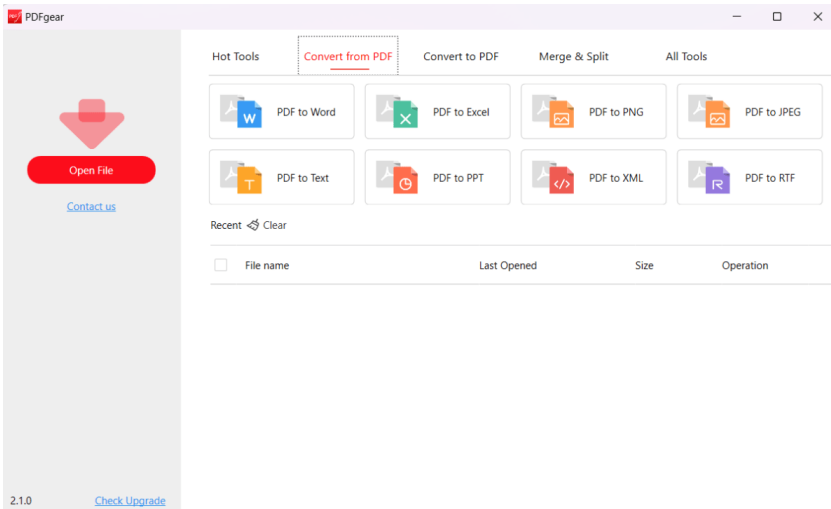 PDFgear
Hot Tools Convert from PDF Convert to PDF Merge & Split All Tools
PDF to Word PDF to Excel PDF to PNG PDF to JPEG
Open File
PDF to Text PDF to PPT PDF to XML PDF to RTF
Contact us
Recent Clear
File name Last Opened Size Operation
2.1.0 Check Upgrade